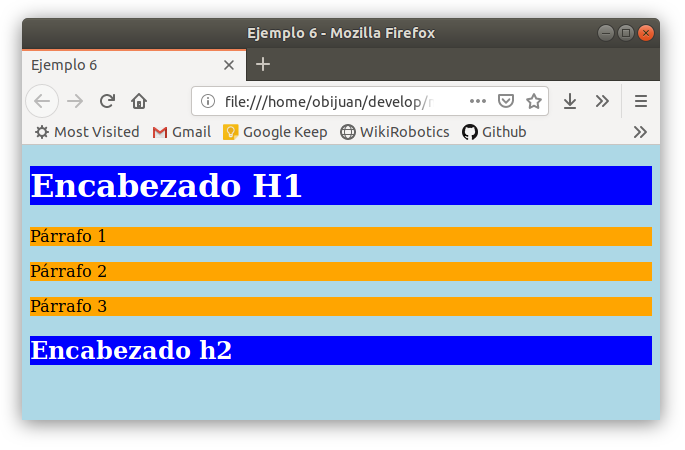 Ejemplo 6 - Mozilla Firefox
Ejemplo 6
file:///home/obijuan/develop/
Most Visited Gmail Google Keep WikiRobotics Github
Encabezado H1
Párrafo 1
Párrafo 2
Párrafo 3
Encabezado h2